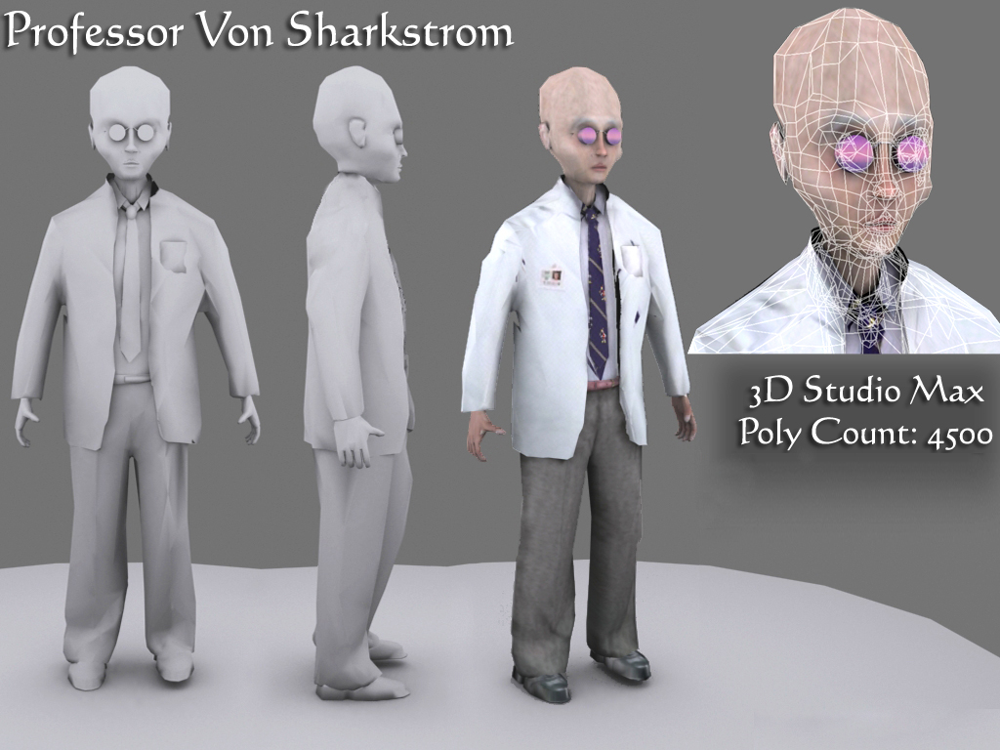 Professor Von Sharkstrom
3D Studio Max
Poly Count: 4500